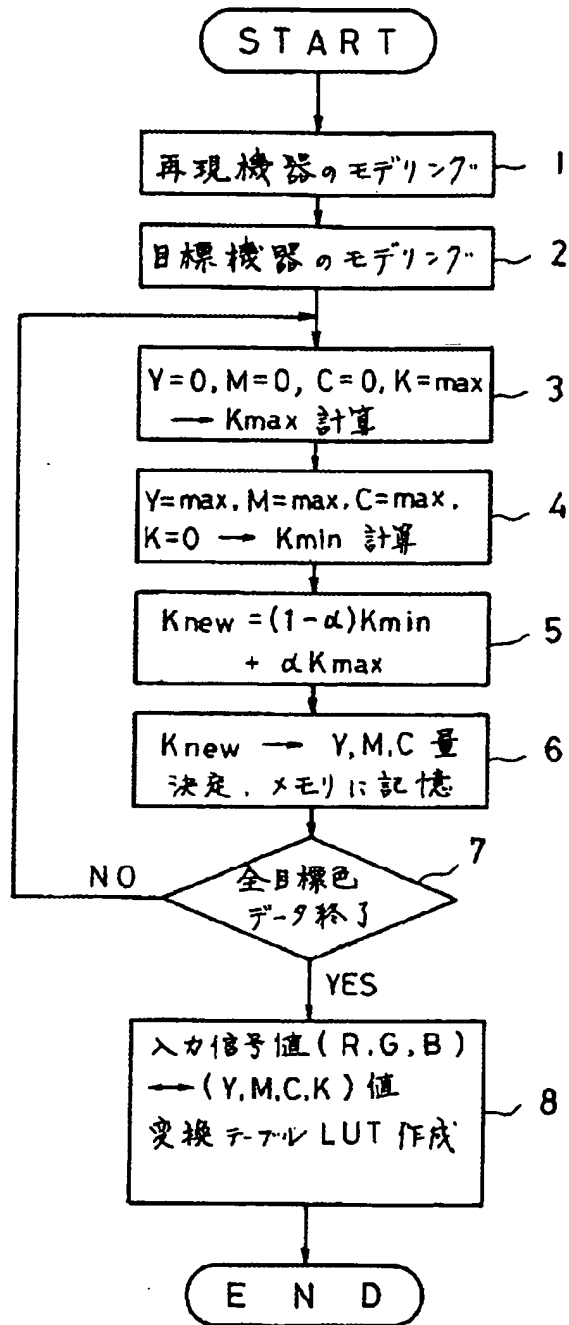 START
再現機器のモデリング
1
目標機器のモデリング
2
Y=0, M=0, C=0, K=max
→ Kmax 計算
3
Y=max, M=max, C=max,
K=0 → Kmin 計算
4
Knew = (1-α)Kmin
+ αKmax
5
Knew → Y,M,C 量
決定、メモリに記憶
6
7
NO
全目標色
データ終了
YES
入力信号値(R,G,B)
↔(Y,M,C,K)値
変換テーブルLUT作成
8
END